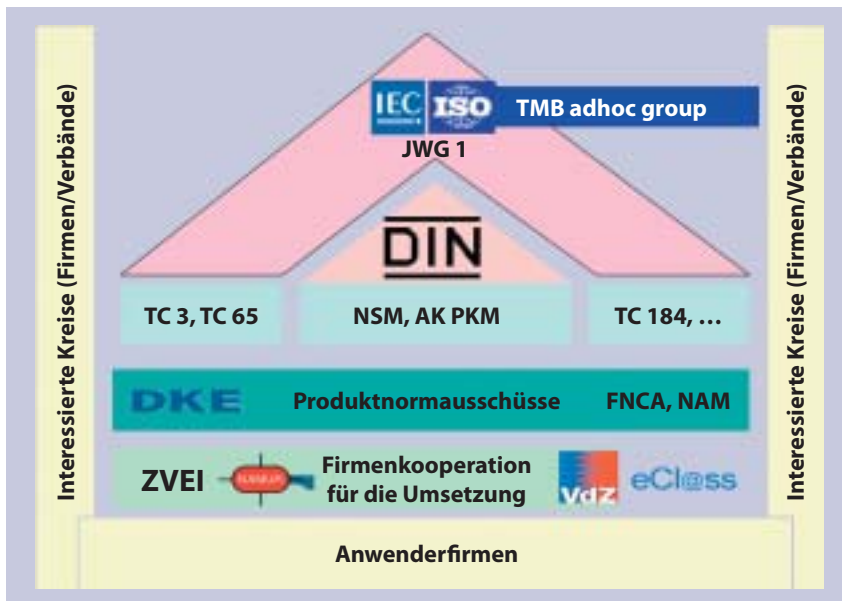 IEC ISO TMB adhoc group
JWG 1
DIN
TC 3, TC 65
NSM, AK PKM
TC 184, …
DKE Produktnormausschüsse FNCA, NAM
ZVEI
Firmenkooperation
für die Umsetzung
VdZ eCl@ss
Anwenderfirmen
Interessierte Kreise (Firmen/Verbände)
Interessierte Kreise (Firmen/Verbände)